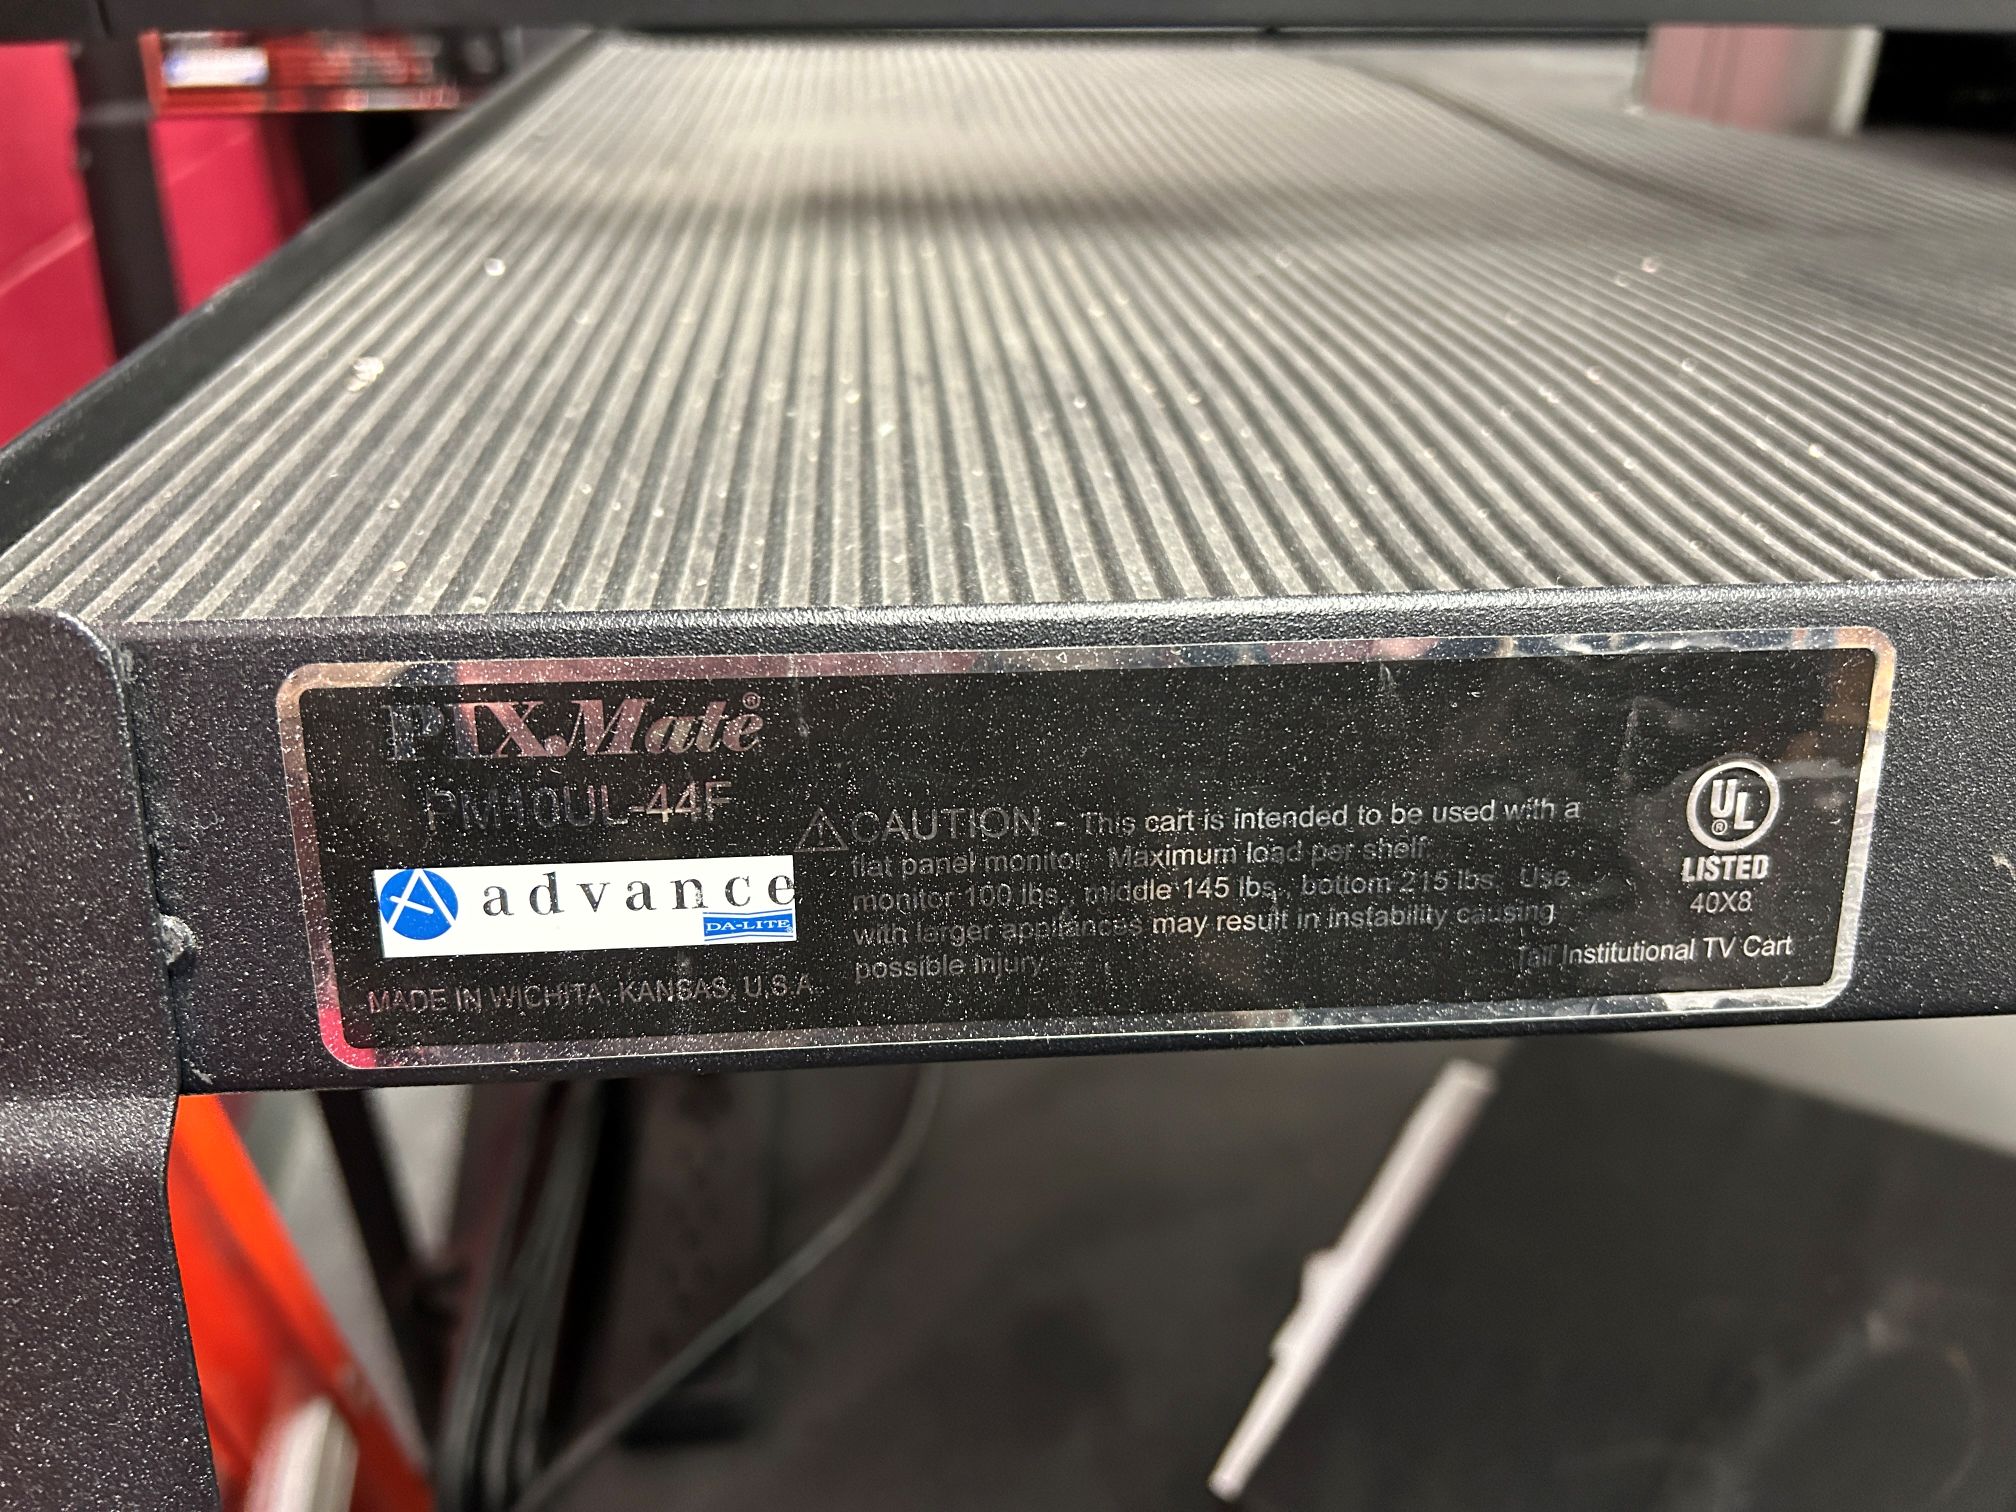 PIXMate®
PM10UL-44F
advance
DA-LITE®
MADE IN WICHITA, KANSAS, U.S.A.
CAUTION - This cart is intended to be used with a
flat panel monitor. Maximum load per shelf:
monitor 100 lbs., middle 145 lbs., bottom 215 lbs. Use
with larger appliances may result in instability causing
possible injury.
UL®
LISTED
40X8
Tall Institutional TV Cart